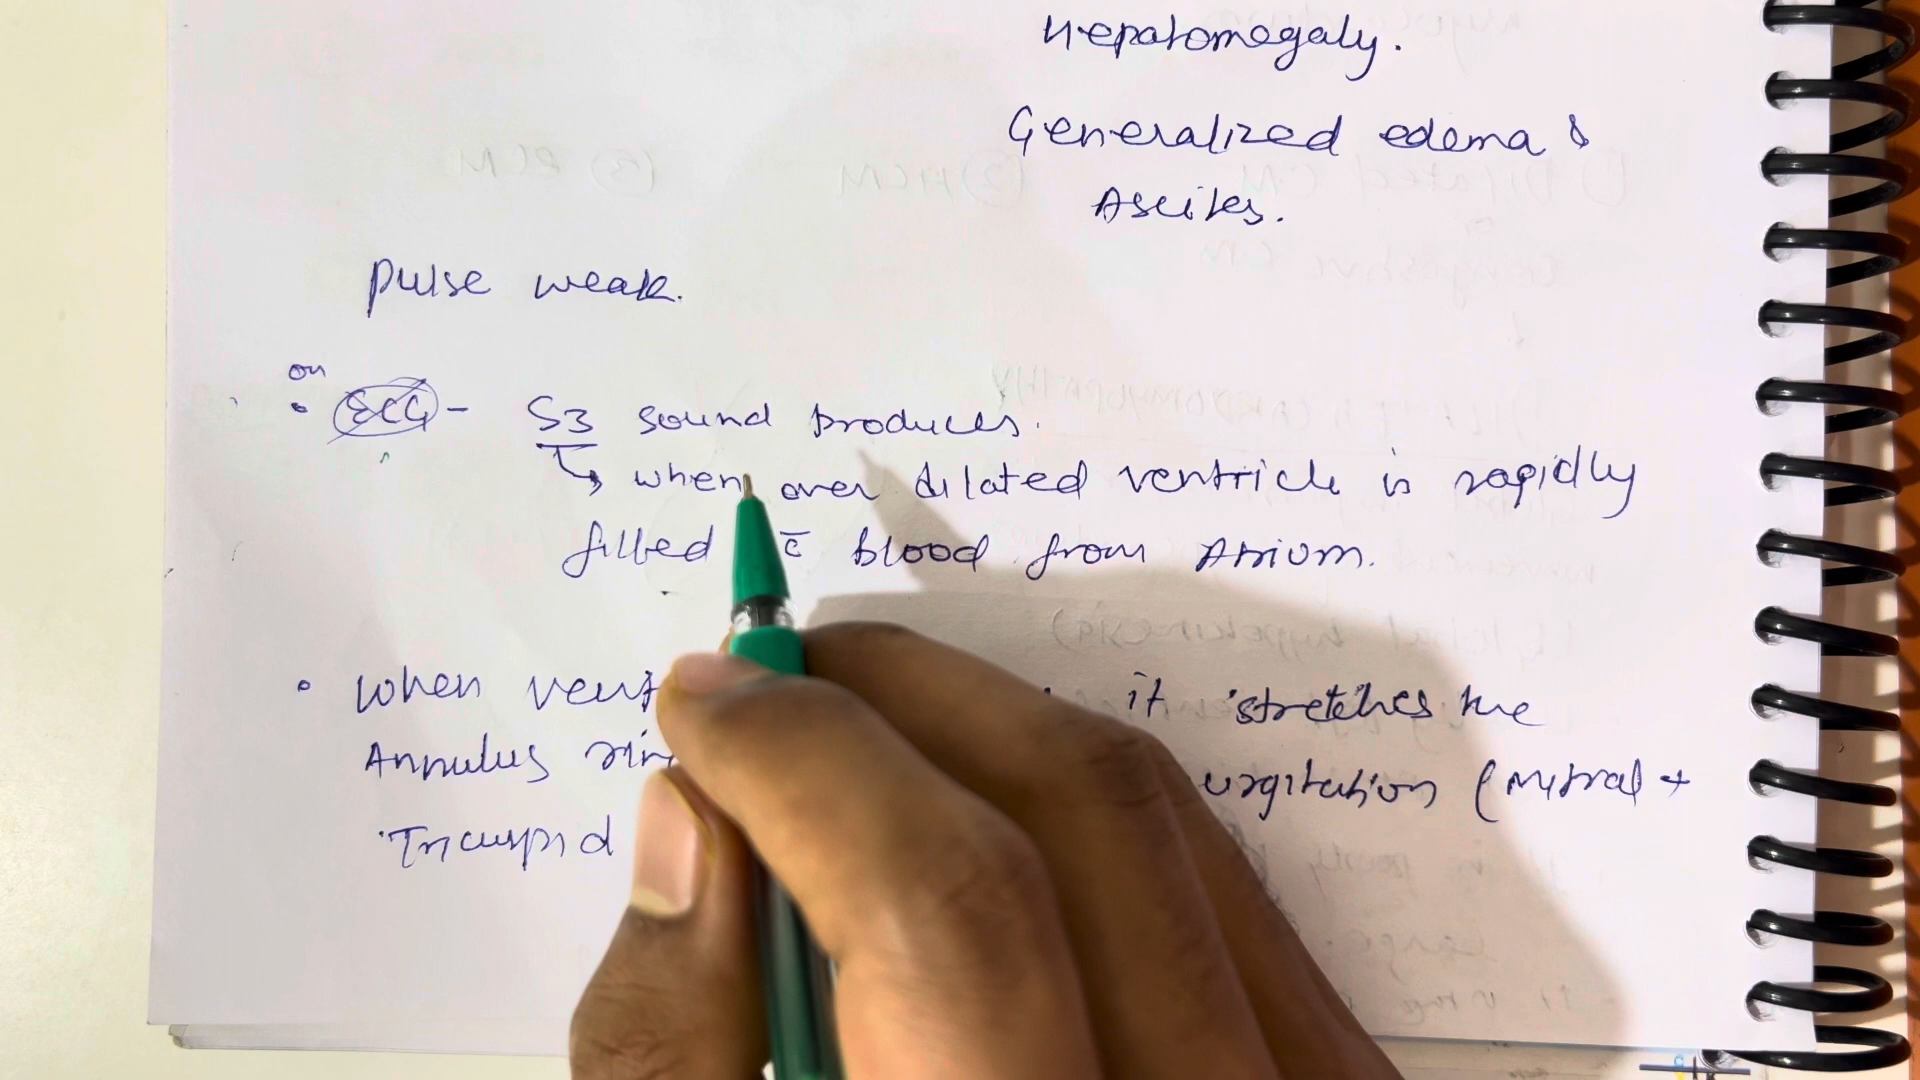 Hepatomegaly.
Generalized edema &
Ascites.
pulse weak.
on
• ECG - S3 sound produces.
↳ when over dilated ventricle is rapidly
filled c̅ blood from Atrium.
• When vent it stretches the
Annulus rin urgitation (Mitral +
Tricuspid